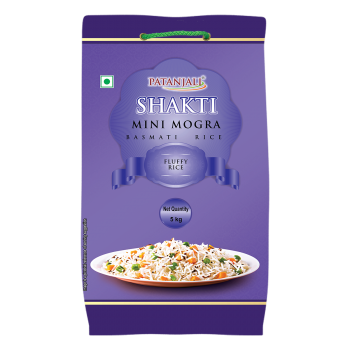 PATANJALI
SHAKTI
MINI MOGRA
BASMATI RICE
FLUFFY
RICE
Net Quantity
5 kg